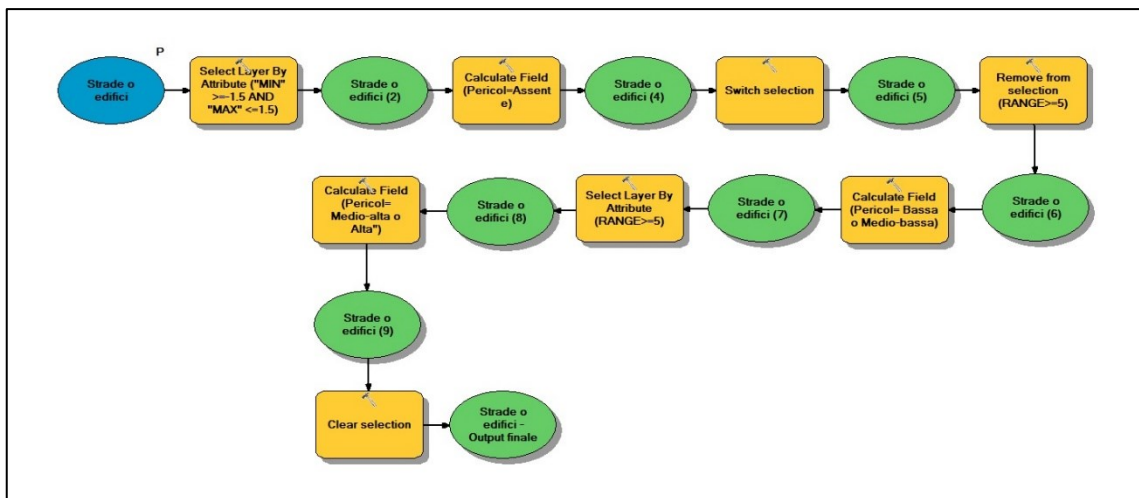 P
Strade o
edifici
Select Layer By
Attribute ("MIN"
>=-1.5 AND
"MAX" <=1.5)
Strade o
edifici (2)
Calculate Field
(Pericol=Assent
e)
Strade o
edifici (4)
Switch selection
Strade o
edifici (5)
Remove from
selection
(RANGE>=5)
Strade o
edifici (6)
Calculate Field
(Pericol= Bassa
o Medio-bassa)
Strade o
edifici (7)
Select Layer By
Attribute
(RANGE>=5)
Strade o
edifici (8)
Calculate Field
(Pericol=
Medio-alta o
Alta")
Strade o
edifici (9)
Clear selection
Strade o
edifici -
Output finale